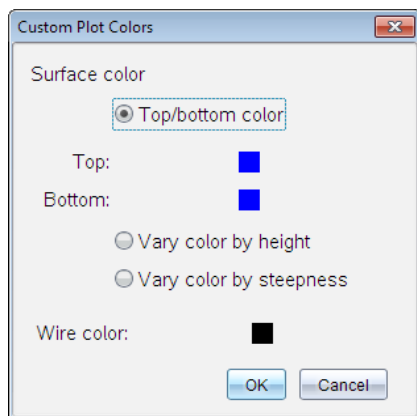 Custom Plot Colors
Surface color
Top/bottom color
Top:
Bottom:
Vary color by height
Vary color by steepness
Wire color:
OK Cancel